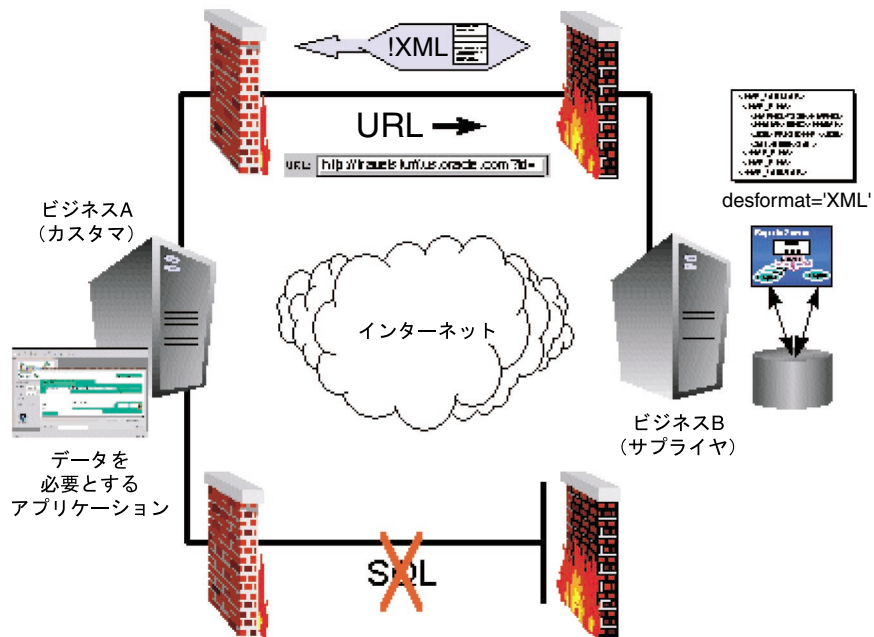 !XML
URL
URL:
desformat='XML'
ビジネスA
（カスタマ）
インターネット
ビジネスB
（サプライヤ）
データを
必要とする
アプリケーション
SQL